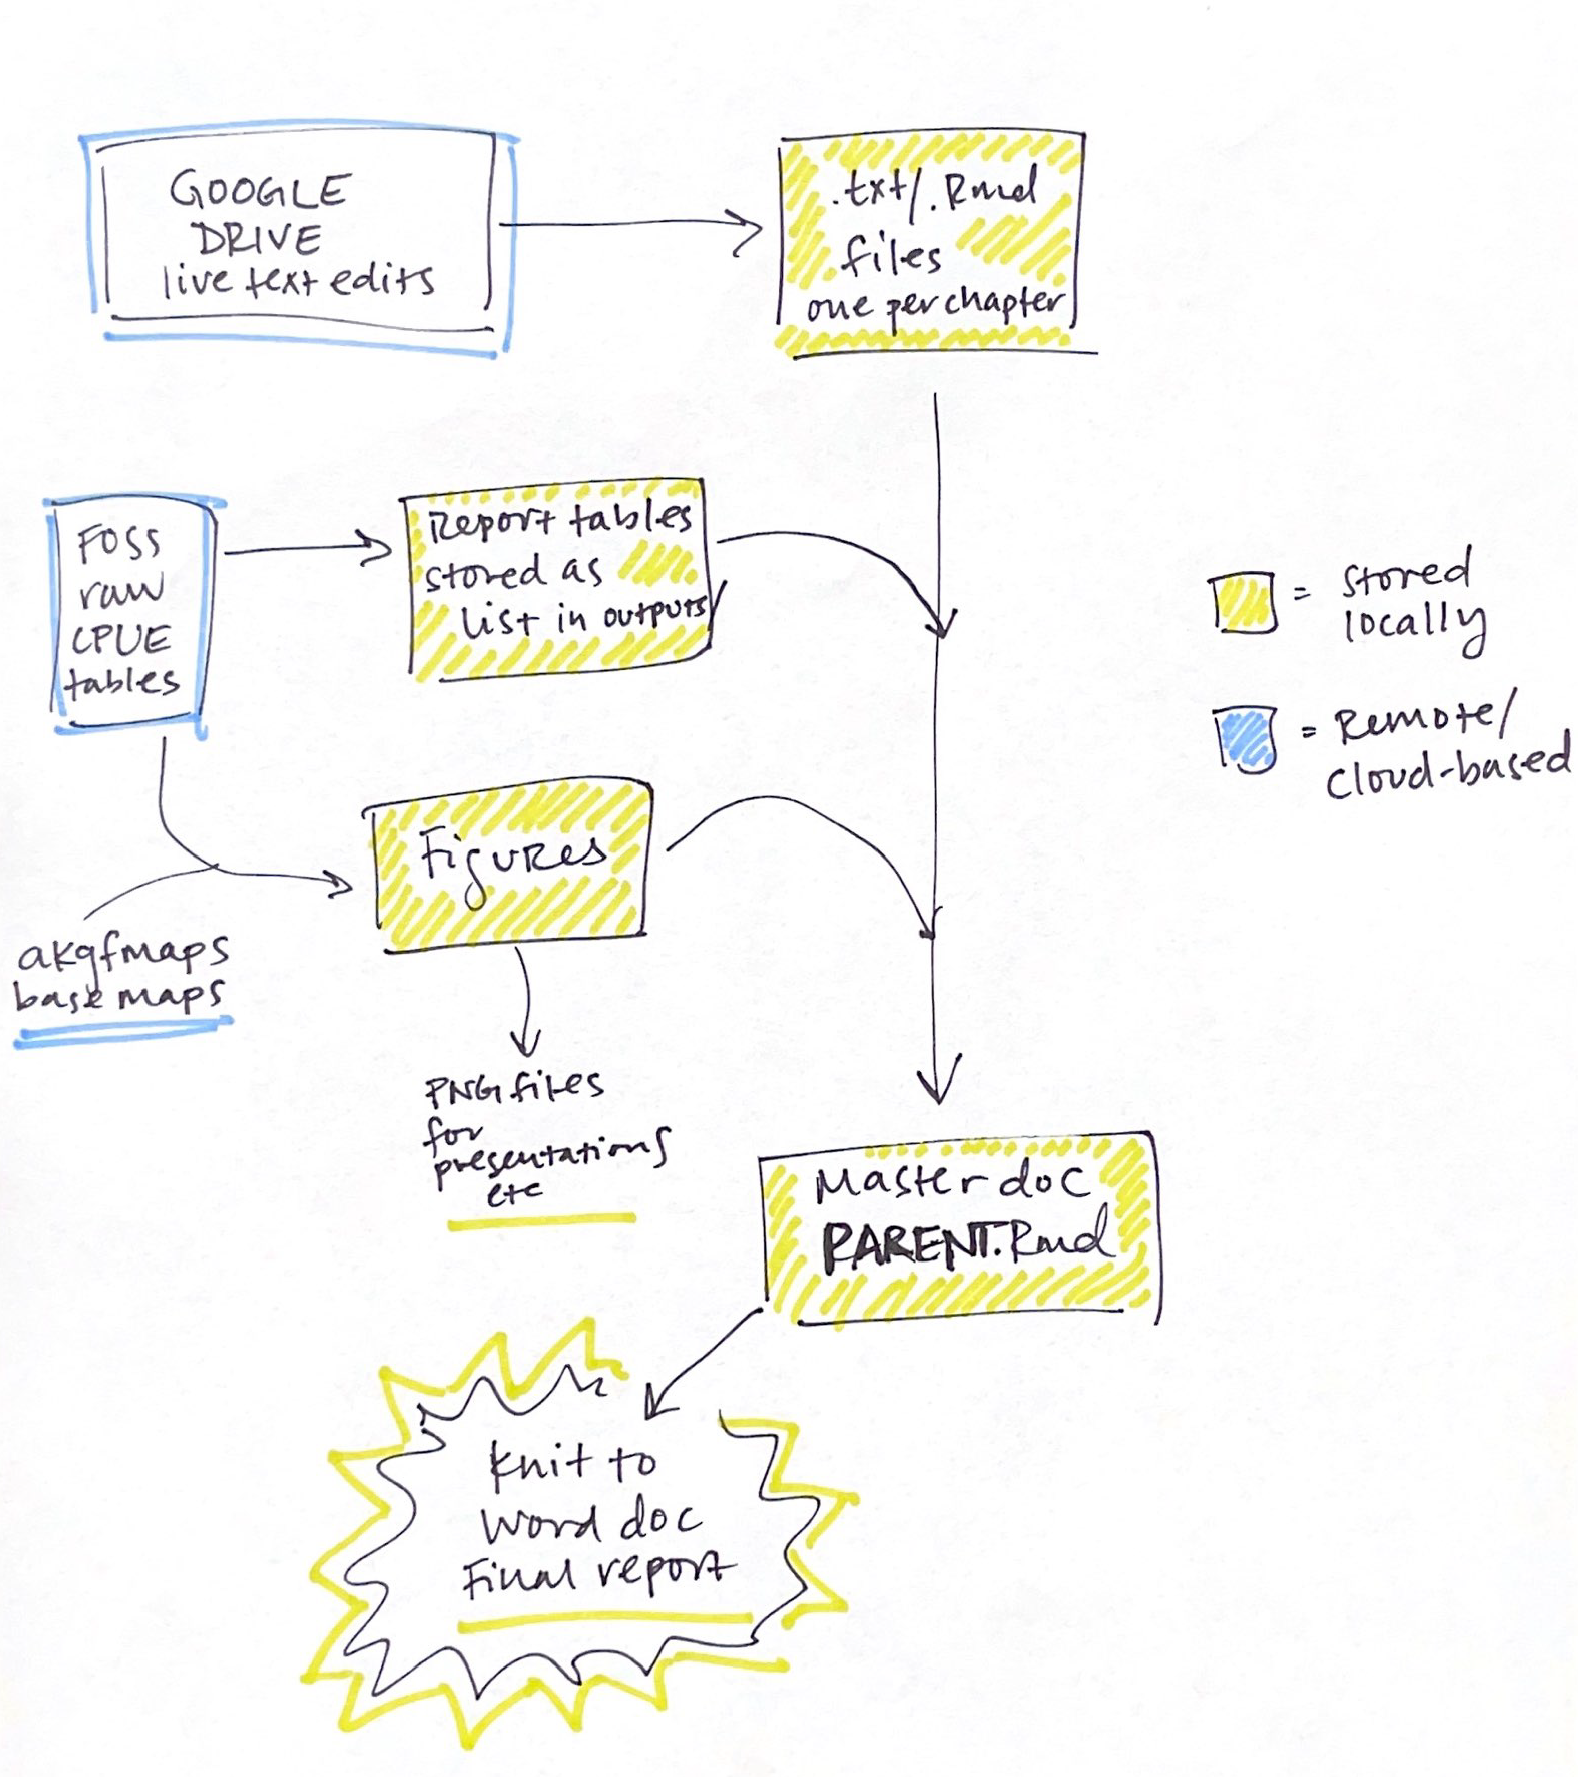 GOOGLE
DRIVE
live text edits
.txt/.Rmd
files
one per chapter
FOSS
raw
CPUE
tables
Report tables
stored as
list in outputs
= Stored
locally
= Remote/
cloud-based
Figures
akgfmaps
base maps
PNG files
for
presentations
etc
Master doc
PARENT.Rmd
knit to
word doc
Final report